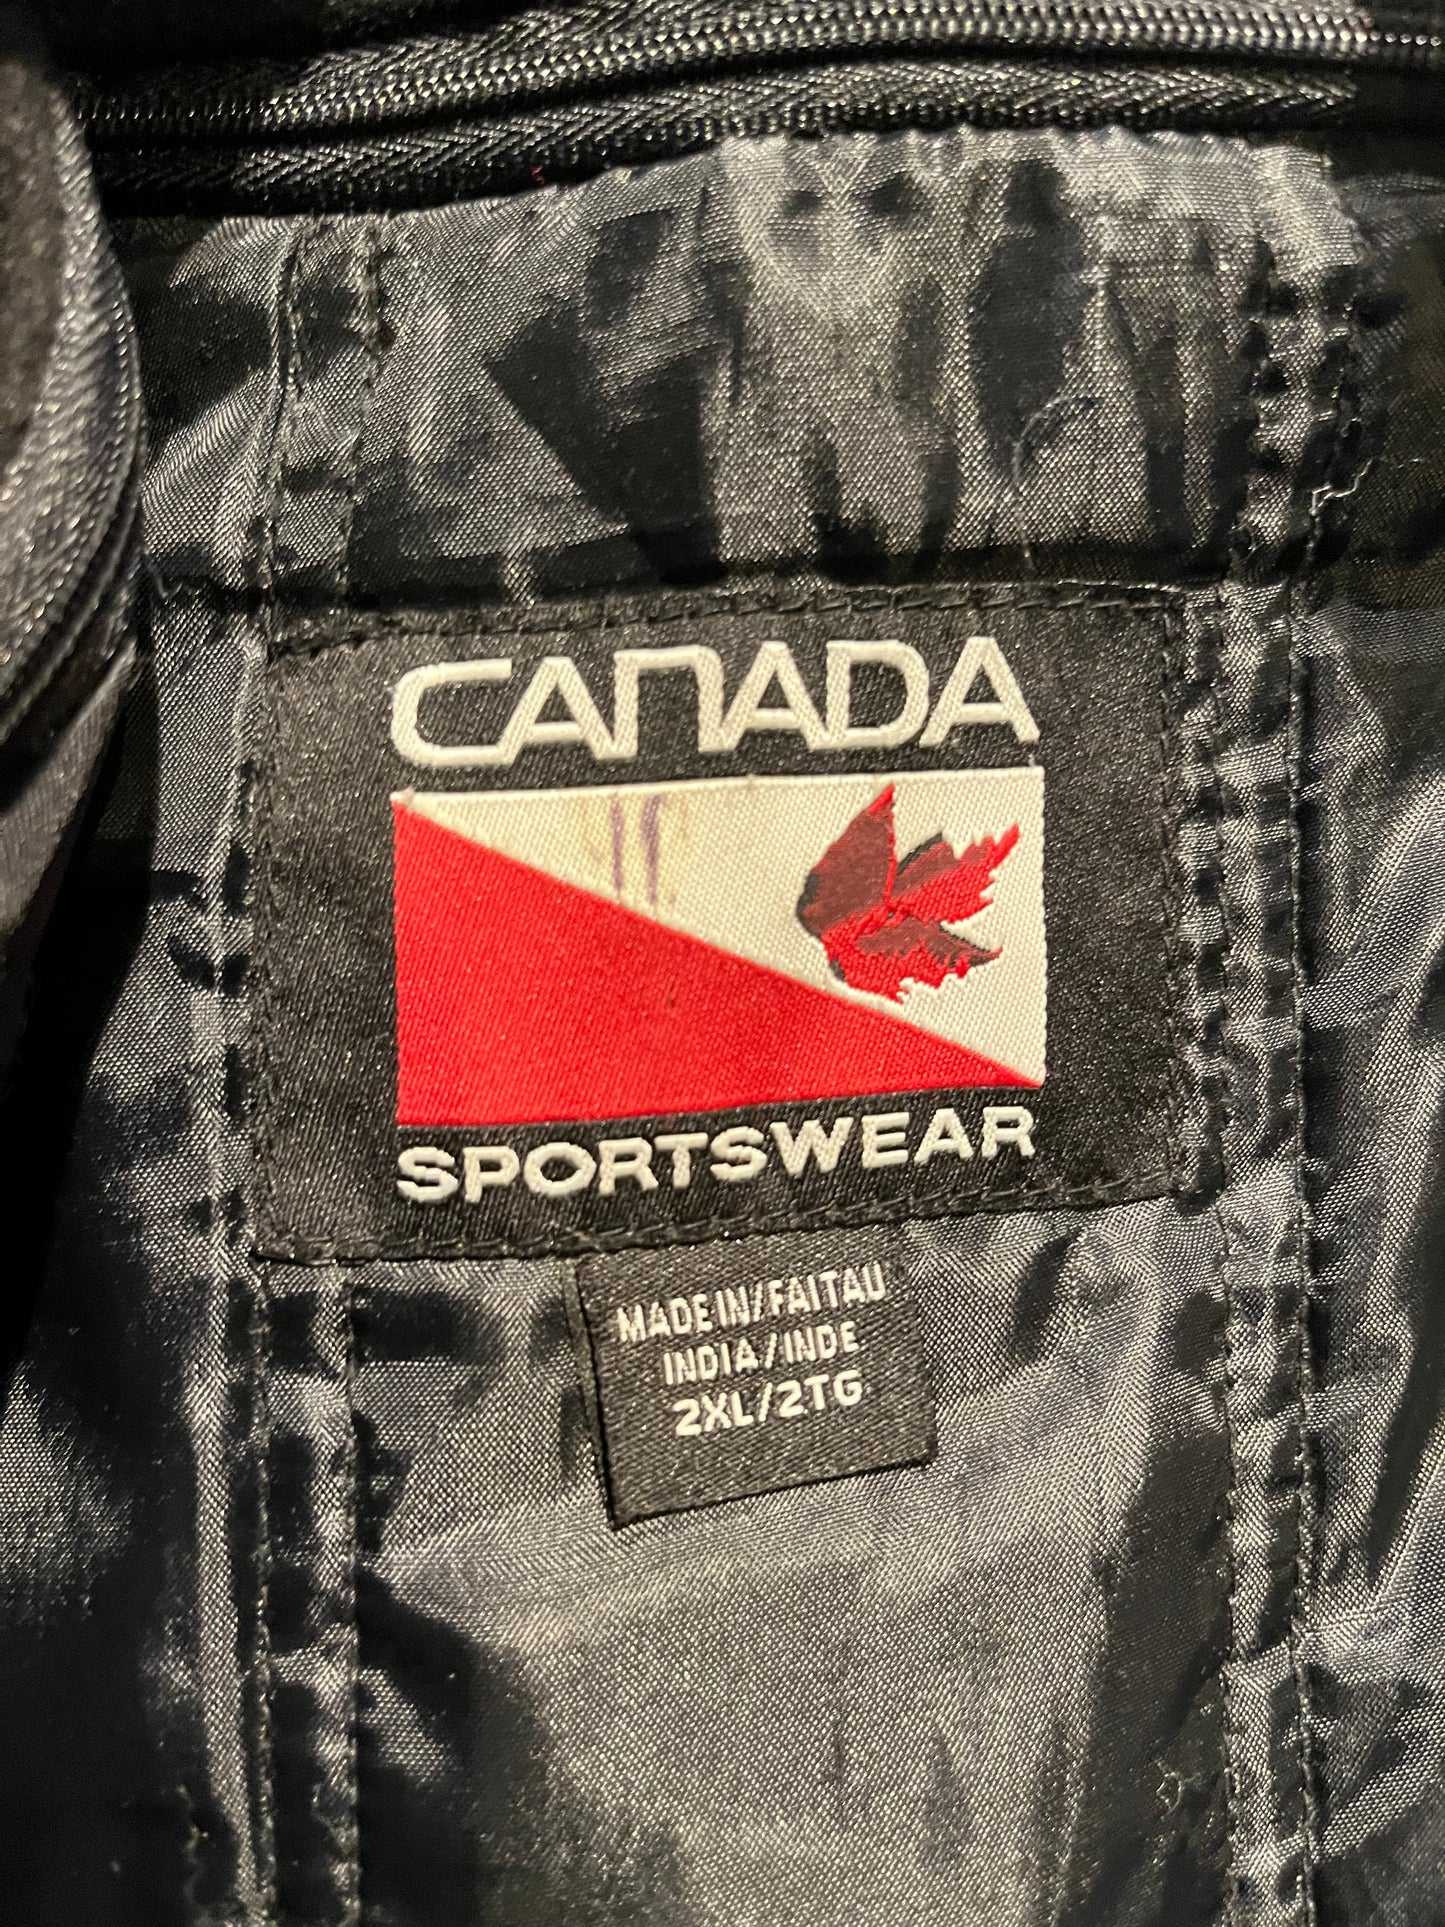 CANADA
SPORTSWEAR
MADE IN/FAIT AU
INDIA/INDE
2XL/2TG